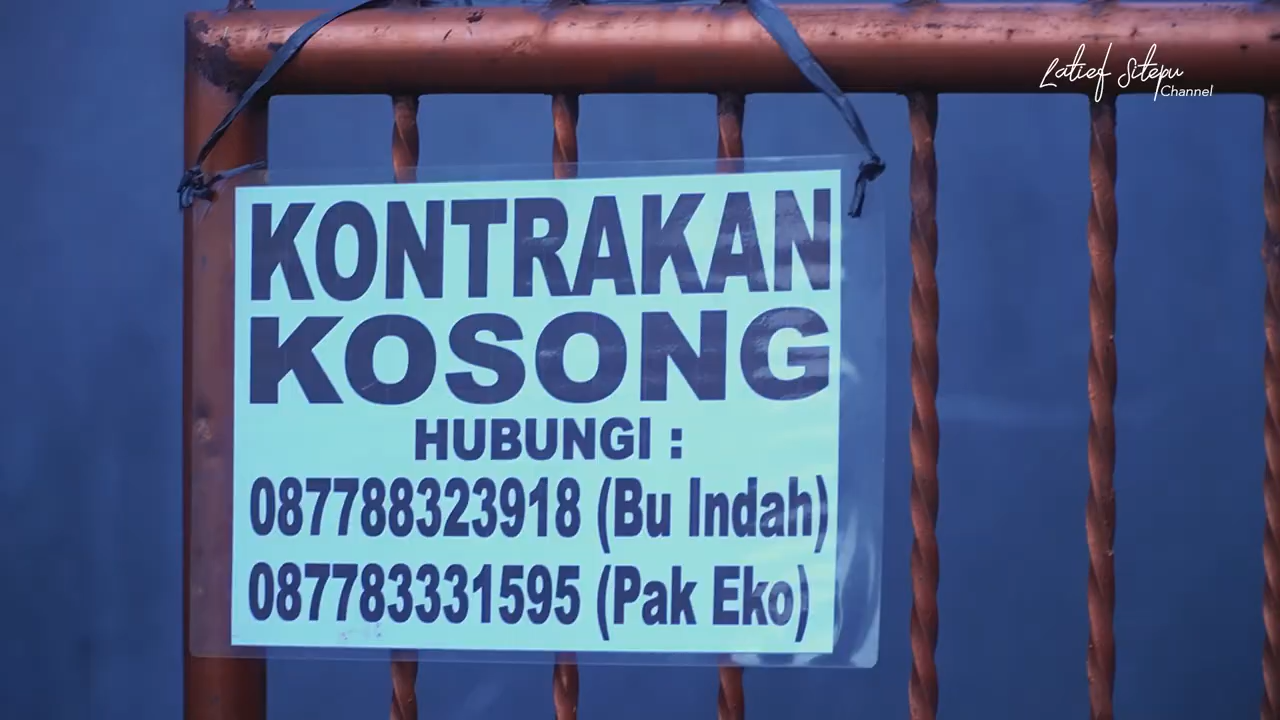 Latief Sitepu
Channel
KONTRAKAN
KOSONG
HUBUNGI :
087788323918 (Bu Indah)
087783331595 (Pak Eko)